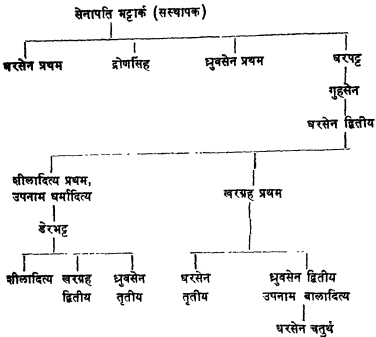 सेनापति भट्टार्क (सस्थापक)
धरसेन प्रथम द्रोणसिंह ध्रुवसेन प्रथम धरपट्ट
गुहसेन
धरसेन द्वितीय
शीलादित्य प्रथम,
उपनाम धर्मादित्य
खरग्रह प्रथम
डेरभट्ट
शीलादित्य खरग्रह ध्रुवसेन धरसेन ध्रुवसेन द्वितीय
द्वितीय तृतीय तृतीय उपनाम बालादित्य
धरसेन चतुर्थ